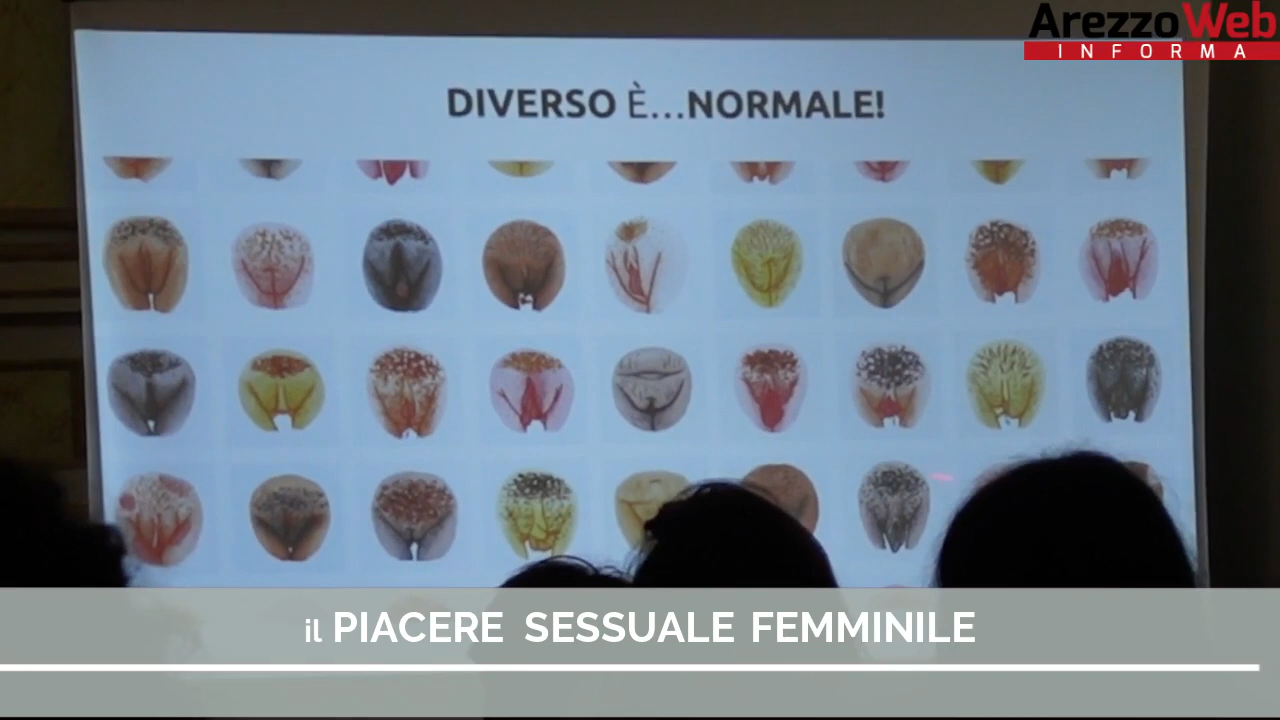 ArezzoWeb
INFORMA
DIVERSO È...NORMALE!
il PIACERE SESSUALE FEMMINILE